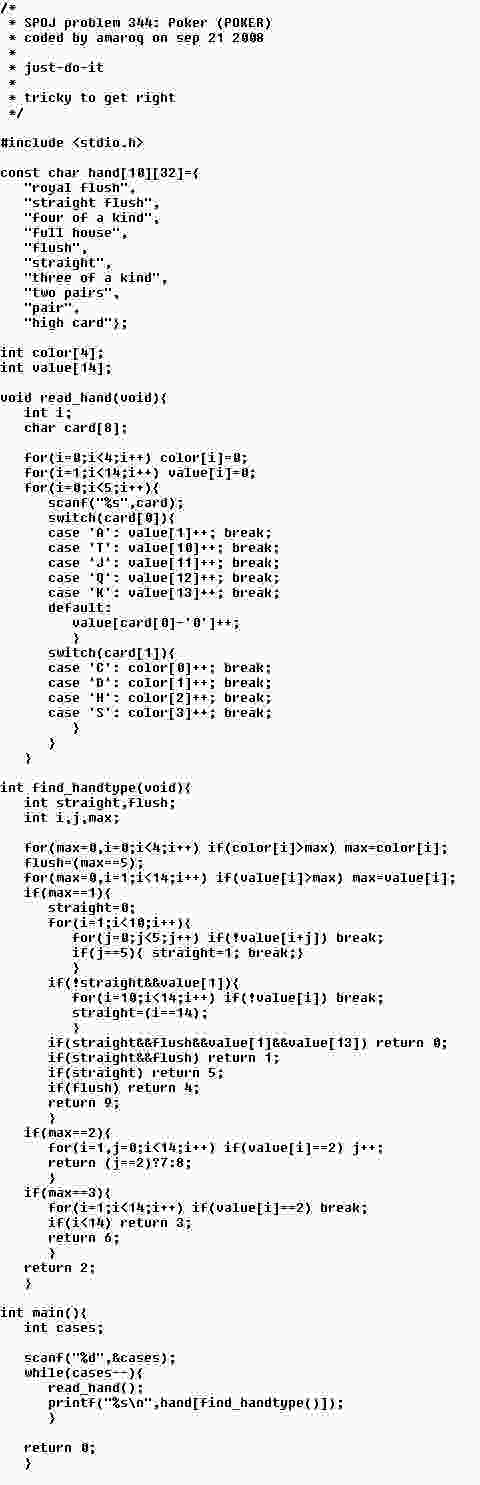 /*
 * SPOJ problem 344: Poker (POKER)
 * coded by amaroq on sep 21 2008
 *
 * just-do-it
 *
 * tricky to get right
 */

#include <stdio.h>

const char hand[10][32]={
   "royal flush",
   "straight flush",
   "four of a kind",
   "full house",
   "flush",
   "straight",
   "three of a kind",
   "two pairs",
   "pair",
   "high card"};

int color[4];
int value[14];

void read_hand(void){
   int i;
   char card[8];

   for(i=0;i<4;i++) color[i]=0;
   for(i=1;i<14;i++) value[i]=0;
   for(i=0;i<5;i++){
      scanf("%s",card);
      switch(card[0]){
      case 'A': value[1]++; break;
      case 'T': value[10]++; break;
      case 'J': value[11]++; break;
      case 'Q': value[12]++; break;
      case 'K': value[13]++; break;
      default:
         value[card[0]-'0']++;
         }
      switch(card[1]){
      case 'C': color[0]++; break;
      case 'D': color[1]++; break;
      case 'H': color[2]++; break;
      case 'S': color[3]++; break;
         }
      }
   }

int find_handtype(void){
   int straight,flush;
   int i,j,max;

   for(max=0,i=0;i<4;i++) if(color[i]>max) max=color[i];
   flush=(max==5);
   for(max=0,i=1;i<14;i++) if(value[i]>max) max=value[i];
   if(max==1){
      straight=0;
      for(i=1;i<10;i++){
         for(j=0;j<5;j++) if(!value[i+j]) break;
         if(j==5){ straight=1; break;}
         }
      if(!straight&&value[1]){
         for(i=10;i<14;i++) if(!value[i]) break;
         straight=(i==14);
         }
      if(straight&&flush&&value[1]&&value[13]) return 0;
      if(straight&&flush) return 1;
      if(straight) return 5;
      if(flush) return 4;
      return 9;
      }
   if(max==2){
      for(i=1,j=0;i<14;i++) if(value[i]==2) j++;
      return (j==2)?7:8;
      }
   if(max==3){
      for(i=1;i<14;i++) if(value[i]==2) break;
      if(i<14) return 3;
      return 6;
      }
   return 2;
   }

int main(){
   int cases;

   scanf("%d",&cases);
   while(cases--){
      read_hand();
      printf("%s\n",hand[find_handtype()]);
      }

   return 0;
   }